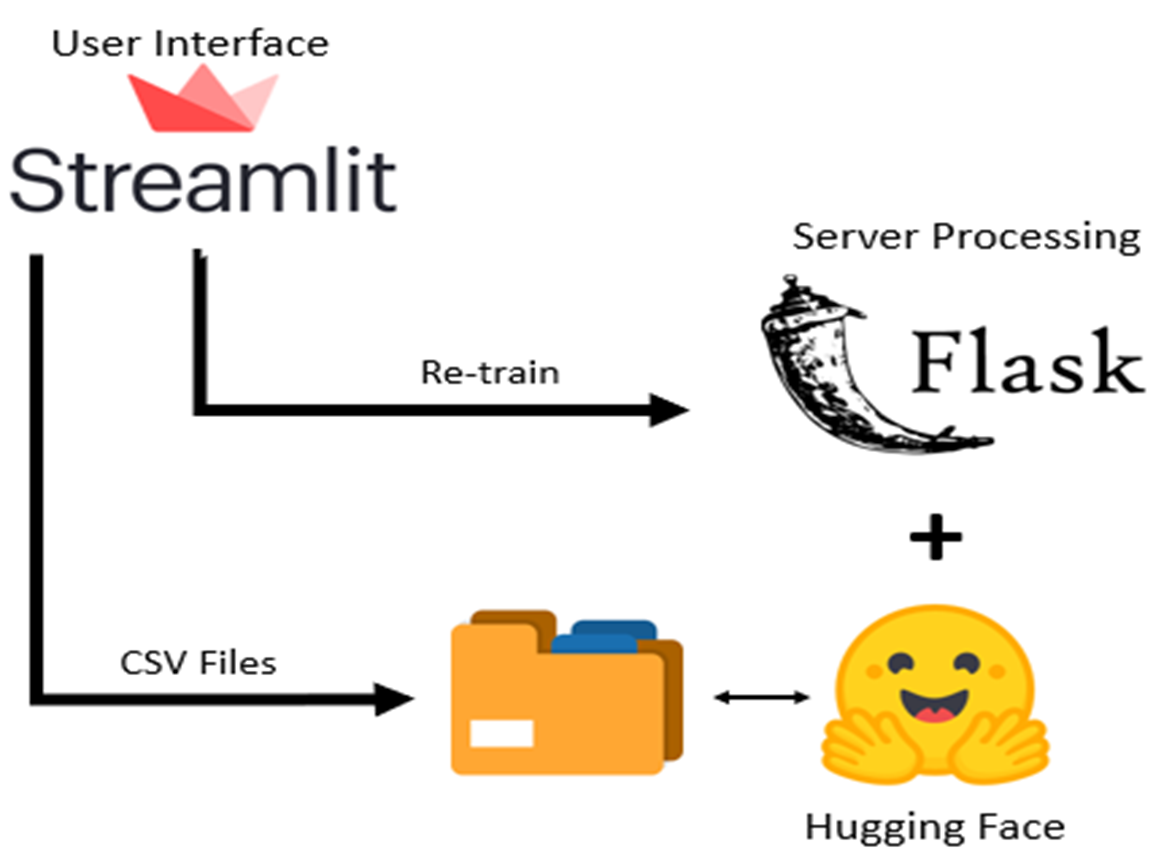 User Interface
Streamlit
Server Processing
Flask
Re-train
CSV Files
Hugging Face